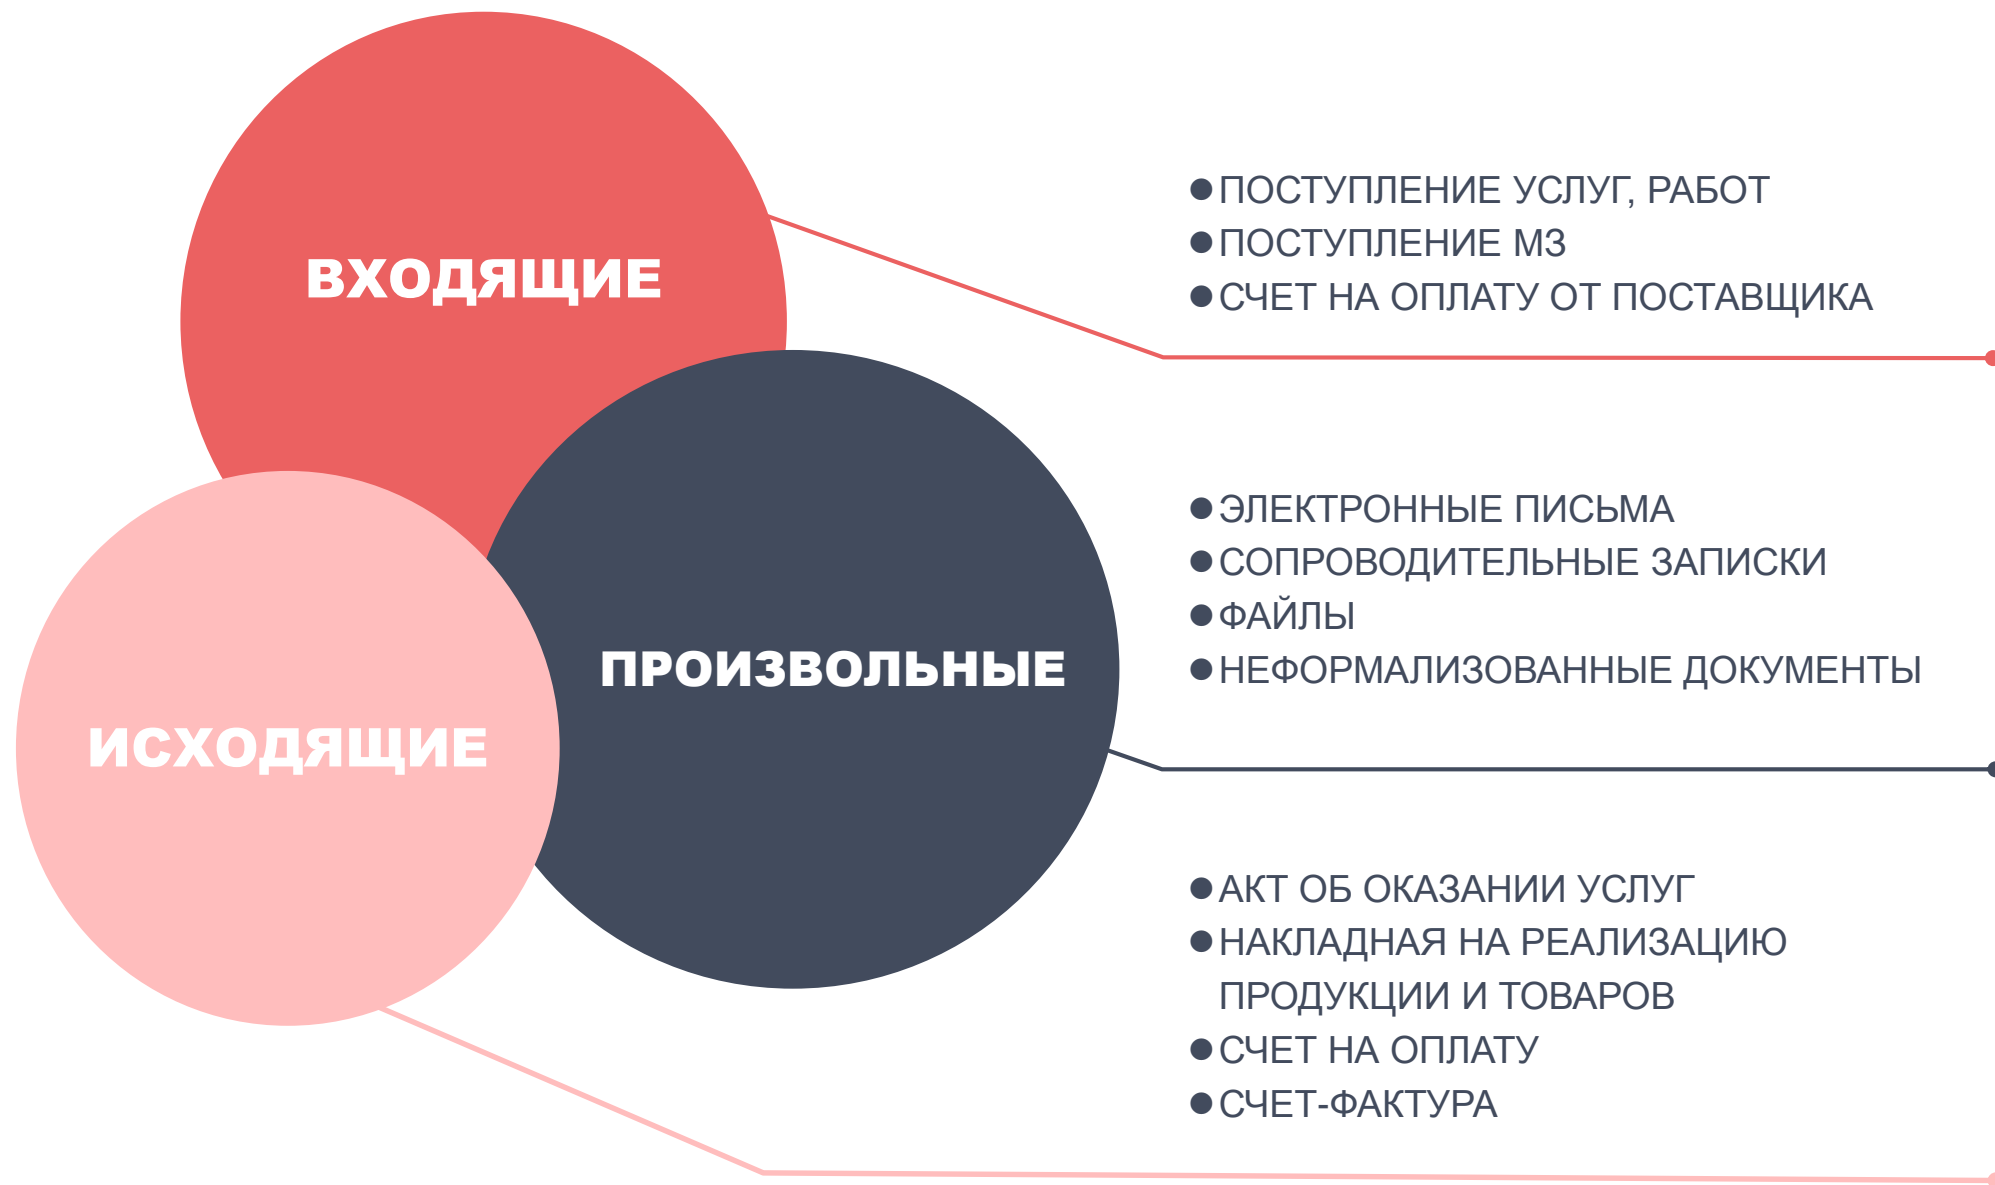 ВХОДЯЩИЕ
● ПОСТУПЛЕНИЕ УСЛУГ, РАБОТ
● ПОСТУПЛЕНИЕ МЗ
● СЧЕТ НА ОПЛАТУ ОТ ПОСТАВЩИКА
ПРОИЗВОЛЬНЫЕ
● ЭЛЕКТРОННЫЕ ПИСЬМА
● СОПРОВОДИТЕЛЬНЫЕ ЗАПИСКИ
● ФАЙЛЫ
● НЕФОРМАЛИЗОВАННЫЕ ДОКУМЕНТЫ
ИСХОДЯЩИЕ
● АКТ ОБ ОКАЗАНИИ УСЛУГ
● НАКЛАДНАЯ НА РЕАЛИЗАЦИЮ
ПРОДУКЦИИ И ТОВАРОВ
● СЧЕТ НА ОПЛАТУ
● СЧЕТ-ФАКТУРА